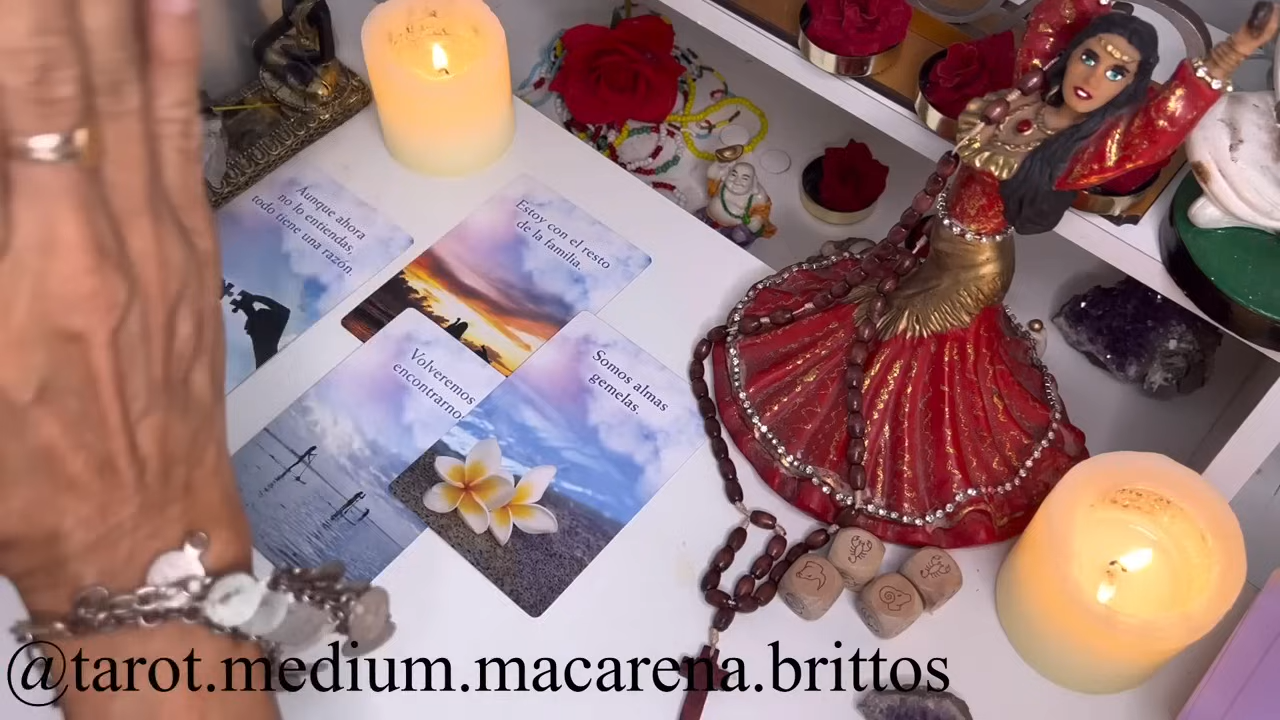 Aunque ahora
no lo entiendas,
todo tiene una razón.
Estoy con el resto
de la familia.
Volveremos
Somos almas
gemelas.
@tarot.medium.macarena.brittos